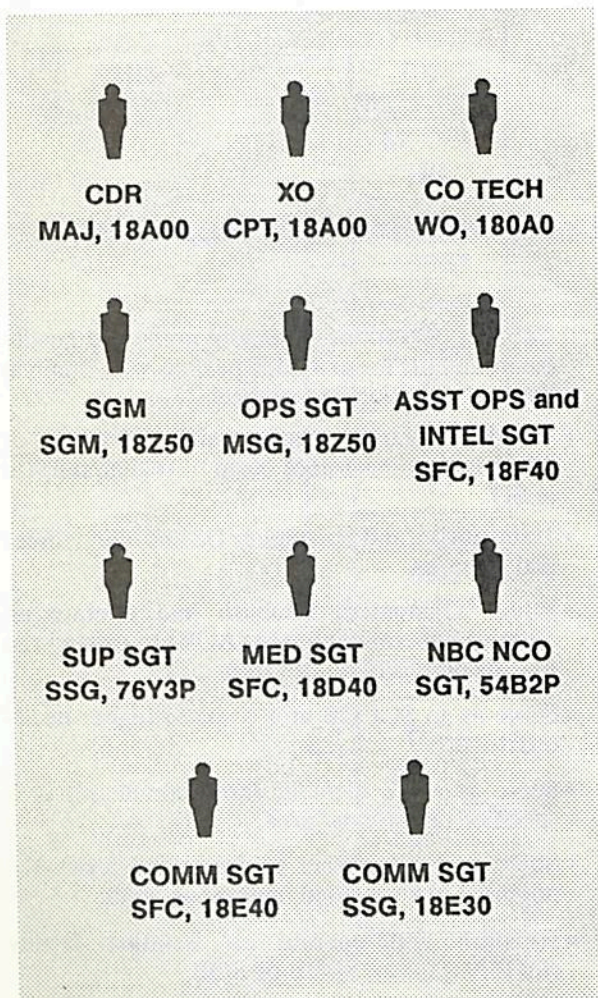 CDR
MAJ, 18A00
XO
CPT, 18A00
CO TECH
WO, 180A0
SGM
SGM, 18Z50
OPS SGT
MSG, 18Z50
ASST OPS and
INTEL SGT
SFC, 18F40
SUP SGT
SSG, 76Y3P
MED SGT
SFC, 18D40
NBC NCO
SGT, 54B2P
COMM SGT
SFC, 18E40
COMM SGT
SSG, 18E30